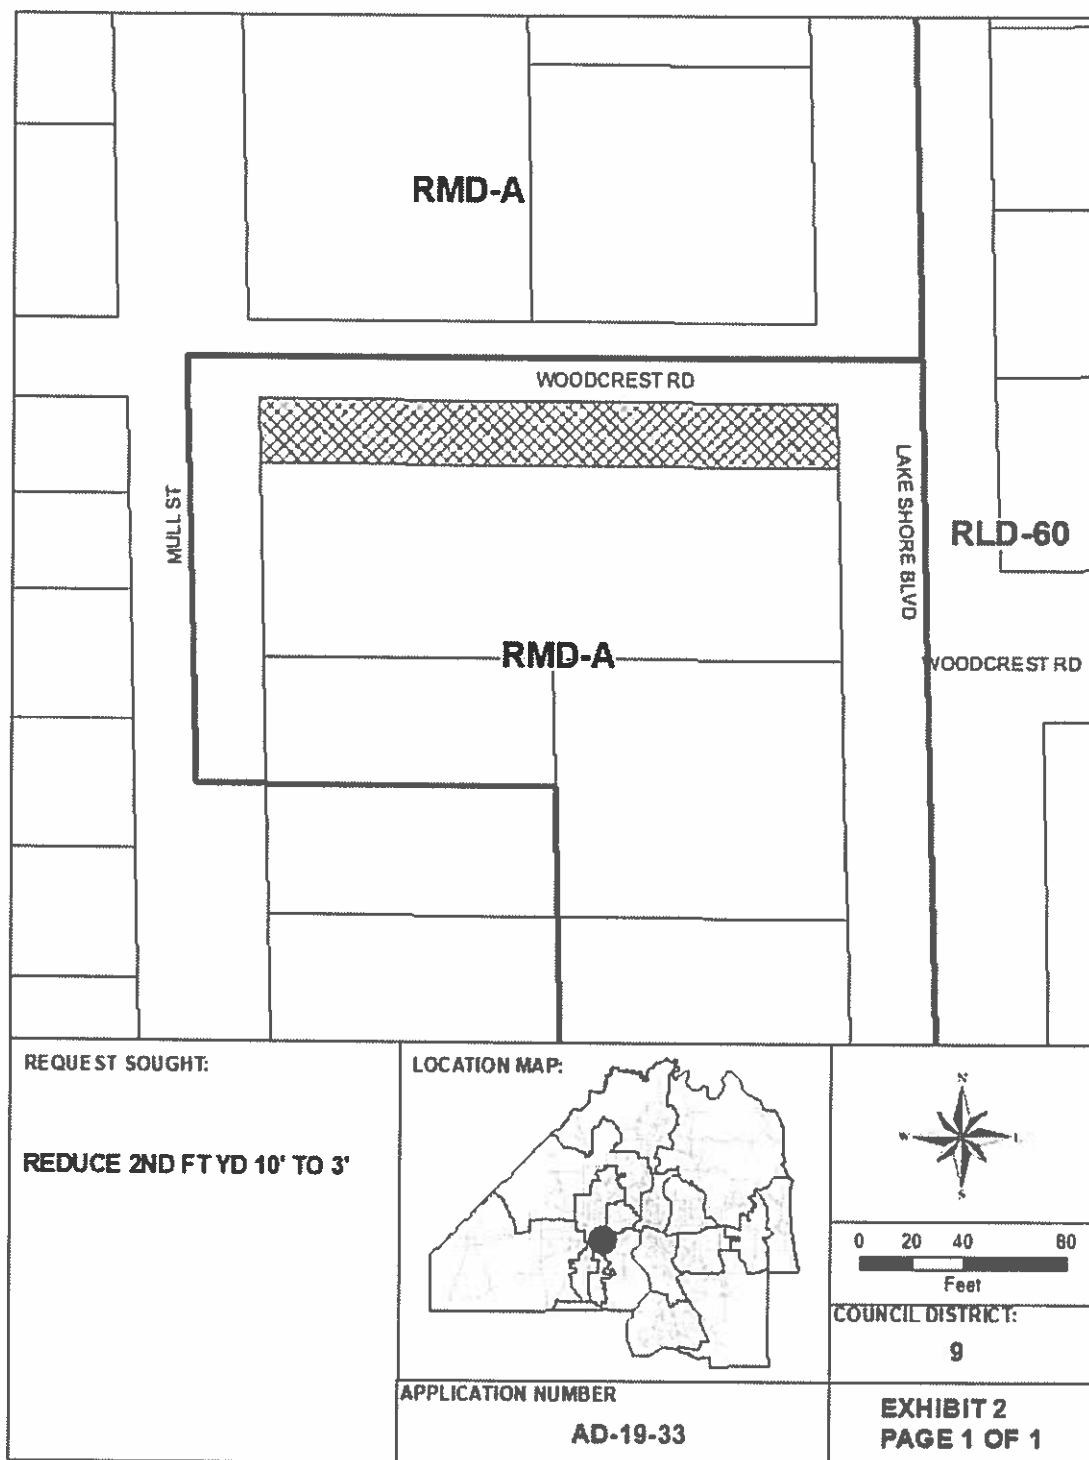 RMD-A
WOODCREST RD
MULL ST
LAKE SHORE BLVD
RLD-60
RMD-A
WOODCREST RD
REQUEST SOUGHT:
REDUCE 2ND FT YD 10' TO 3'
LOCATION MAP:
N
W
S
0 20 40 80
Feet
COUNCIL DISTRICT:
9
APPLICATION NUMBER
AD-19-33
EXHIBIT 2
PAGE 1 OF 1